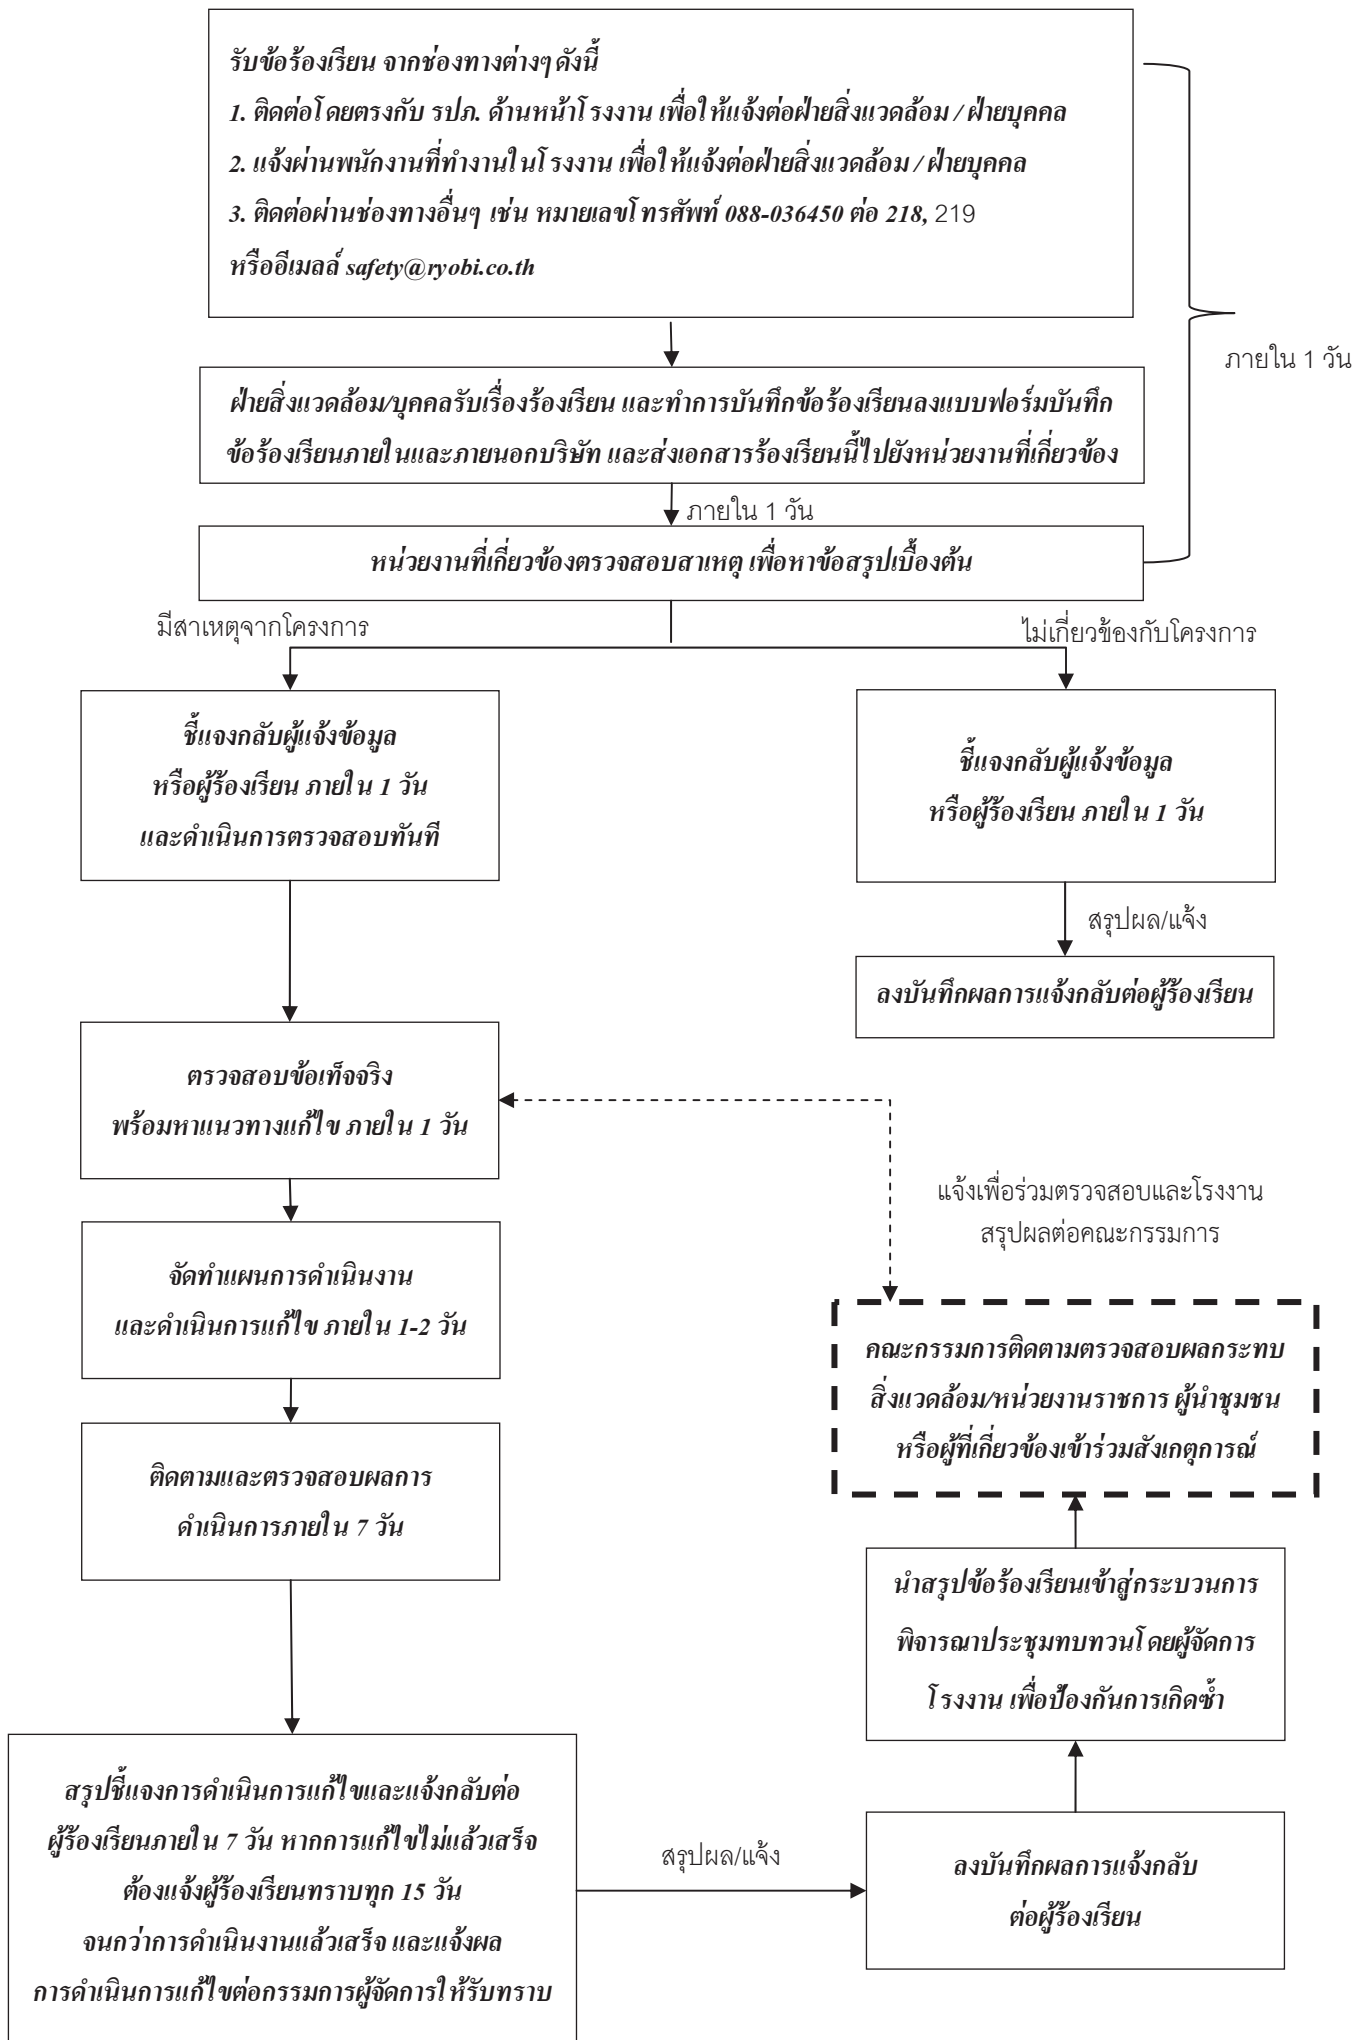 รับข้อร้องเรียน จากช่องทางต่างๆ ดังนี้
1. ติดต่อโดยตรงกับ รปภ. ด้านหน้าโรงงาน เพื่อให้แจ้งต่อฝ่ายสิ่งแวดล้อม / ฝ่ายบุคคล
2. แจ้งผ่านพนักงานที่ทำงานในโรงงาน เพื่อให้แจ้งต่อฝ่ายสิ่งแวดล้อม / ฝ่ายบุคคล
3. ติดต่อผ่านช่องทางอื่นๆ เช่น หมายเลขโทรศัพท์ 088-036450 ต่อ 218, 219
หรืออีเมลล์ safety@ryobi.co.th
ภายใน 1 วัน
ฝ่ายสิ่งแวดล้อม/บุคคลรับเรื่องร้องเรียน และทำการบันทึกข้อร้องเรียนลงแบบฟอร์มบันทึก
ข้อร้องเรียนภายในและภายนอกบริษัท และส่งเอกสารร้องเรียนนี้ไปยังหน่วยงานที่เกี่ยวข้อง
ภายใน 1 วัน
หน่วยงานที่เกี่ยวข้องตรวจสอบสาเหตุ เพื่อหาข้อสรุปเบื้องต้น
มีสาเหตุจากโครงการ
ไม่เกี่ยวข้องกับโครงการ
ชี้แจงกลับผู้แจ้งข้อมูล
หรือผู้ร้องเรียน ภายใน 1 วัน
และดำเนินการตรวจสอบทันที
ชี้แจงกลับผู้แจ้งข้อมูล
หรือผู้ร้องเรียน ภายใน 1 วัน
สรุปผล/แจ้ง
ลงบันทึกผลการแจ้งกลับต่อผู้ร้องเรียน
ตรวจสอบข้อเท็จจริง
พร้อมหาแนวทางแก้ไข ภายใน 1 วัน
แจ้งเพื่อร่วมตรวจสอบและโรงงาน
สรุปผลต่อคณะกรรมการ
จัดทำแผนการดำเนินงาน
และดำเนินการแก้ไข ภายใน 1-2 วัน
คณะกรรมการติดตามตรวจสอบผลกระทบ
สิ่งแวดล้อม/หน่วยงานราชการ ผู้นำชุมชน
หรือผู้ที่เกี่ยวข้องเข้าร่วมสังเกตุการณ์
ติดตามและตรวจสอบผลการ
ดำเนินการภายใน 7 วัน
นำสรุปข้อร้องเรียนเข้าสู่กระบวนการ
พิจารณาประชุมทบทวนโดยผู้จัดการ
โรงงาน เพื่อป้องกันการเกิดซ้ำ
สรุปชี้แจงการดำเนินการแก้ไขและแจ้งกลับต่อ
ผู้ร้องเรียนภายใน 7 วัน หากการแก้ไขไม่แล้วเสร็จ
ต้องแจ้งผู้ร้องเรียนทราบทุก 15 วัน
จนกว่าการดำเนินงานแล้วเสร็จ และแจ้งผล
การดำเนินการแก้ไขต่อกรรมการผู้จัดการให้รับทราบ
สรุปผล/แจ้ง
ลงบันทึกผลการแจ้งกลับ
ต่อผู้ร้องเรียน